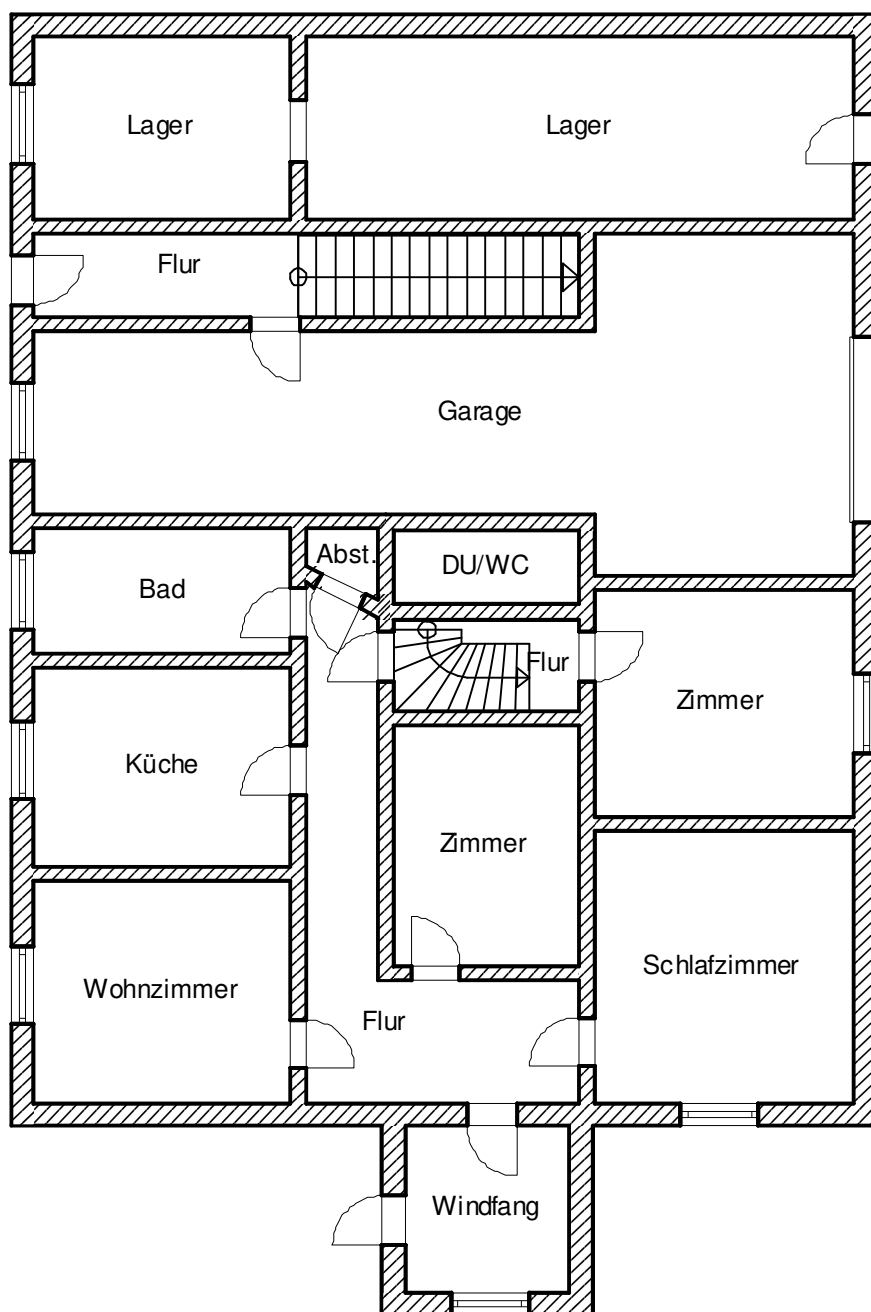 Lager
Lager
Flur
Garage
Abst.
DU/WC
Bad
Flur
Zimmer
Küche
Zimmer
Schlafzimmer
Wohnzimmer
Flur
Windfang